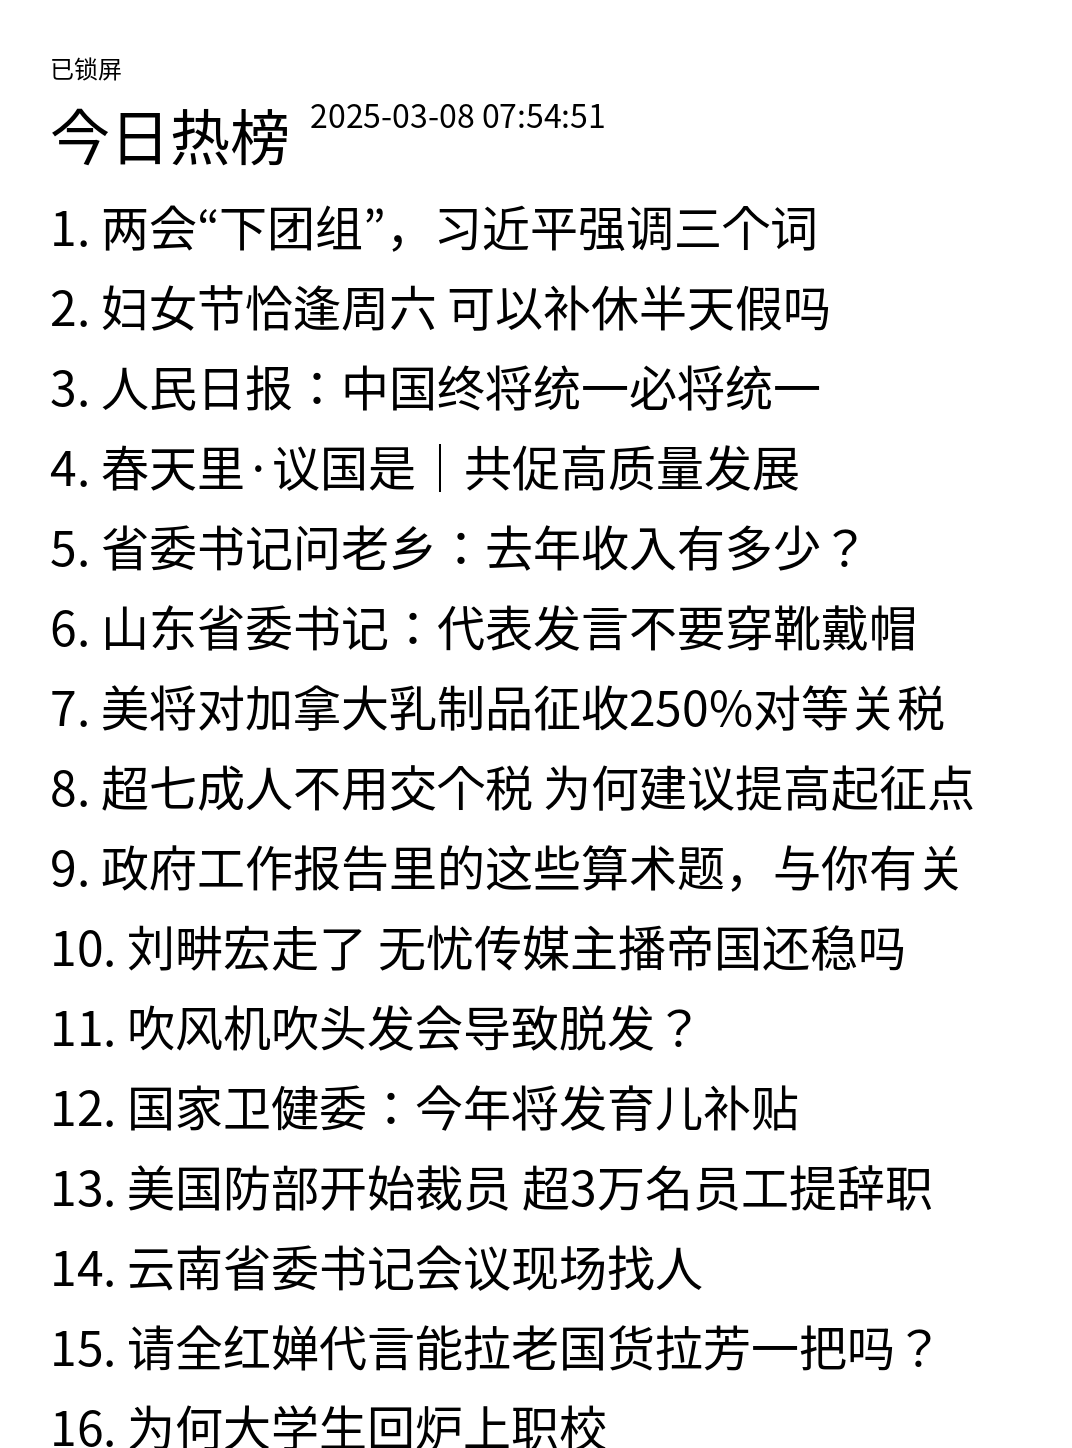 已锁屏
今日热榜 2025-03-08 07:54:51
1. 两会“下团组”，习近平强调三个词
2. 妇女节恰逢周六 可以补休半天假吗
3. 人民日报：中国终将统一必将统一
4. 春天里·议国是｜共促高质量发展
5. 省委书记问老乡：去年收入有多少？
6. 山东省委书记：代表发言不要穿靴戴帽
7. 美将对加拿大乳制品征收250%对等关税
8. 超七成人不用交个税 为何建议提高起征点
9. 政府工作报告里的这些算术题，与你有关
10. 刘畊宏走了 无忧传媒主播帝国还稳吗
11. 吹风机吹头发会导致脱发？
12. 国家卫健委：今年将发育儿补贴
13. 美国防部开始裁员 超3万名员工提辞职
14. 云南省委书记会议现场找人
15. 请全红婵代言能拉老国货拉芳一把吗？
16. 为何大学生回炉上职校